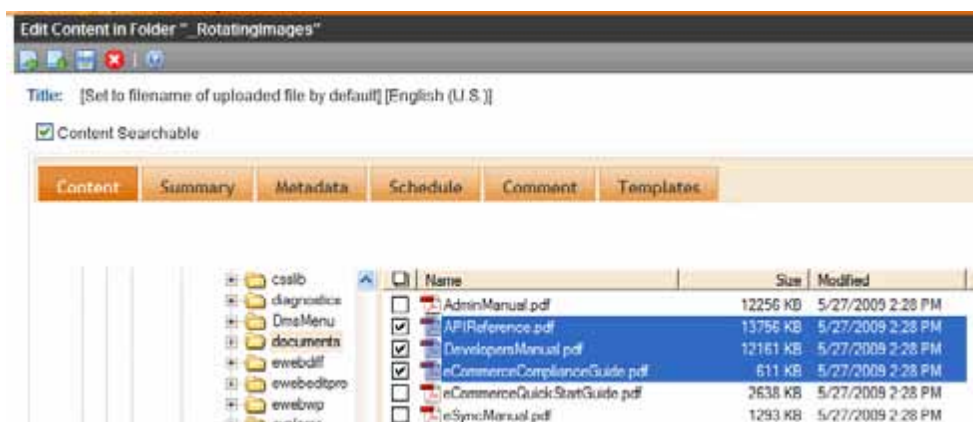 Edit Content in Folder "_RotatingImages"
Title: [Set to filename of uploaded file by default] [English (U.S.)]
Content Searchable
Content Summary Metadata Schedule Comment Templates
Name Size Modified
csslib
diagnostics
DmsMenu
documents
ewebdiff
ewebeditpro
ewebwp
AdminManual.pdf 12256 KB 5/27/2009 2:28 PM
APIReference.pdf 13756 KB 5/27/2009 2:28 PM
DevelopersManual.pdf 12161 KB 5/27/2009 2:28 PM
eCommerceComplianceGuide.pdf 611 KB 5/27/2009 2:28 PM
eCommerceQuickStartGuide.pdf 2638 KB 5/27/2009 2:28 PM
eSyncManual.pdf 1293 KB 5/27/2009 2:28 PM